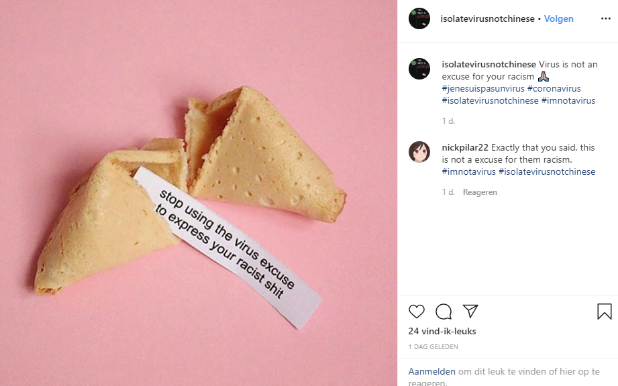 stop using the virus excuse
to express your racist shit
isolatevirusnotchinese • Volgen
isolatevirusnotchinese Virus is not an
excuse for your racism 🙏🏽
#jenesuispasunvirus #coronavirus
#isolatevirusnotchinese #imnotavirus
1 d.
nickpilar22 Exactly that you said. this
is not a excuse for them racism.
#imnotavirus #isolatevirusnotchinese
1 d. Reageren
24 vind-ik-leuks
1 DAG GELEDEN
Aanmelden om dit leuk te vinden of hier op te
reageren.